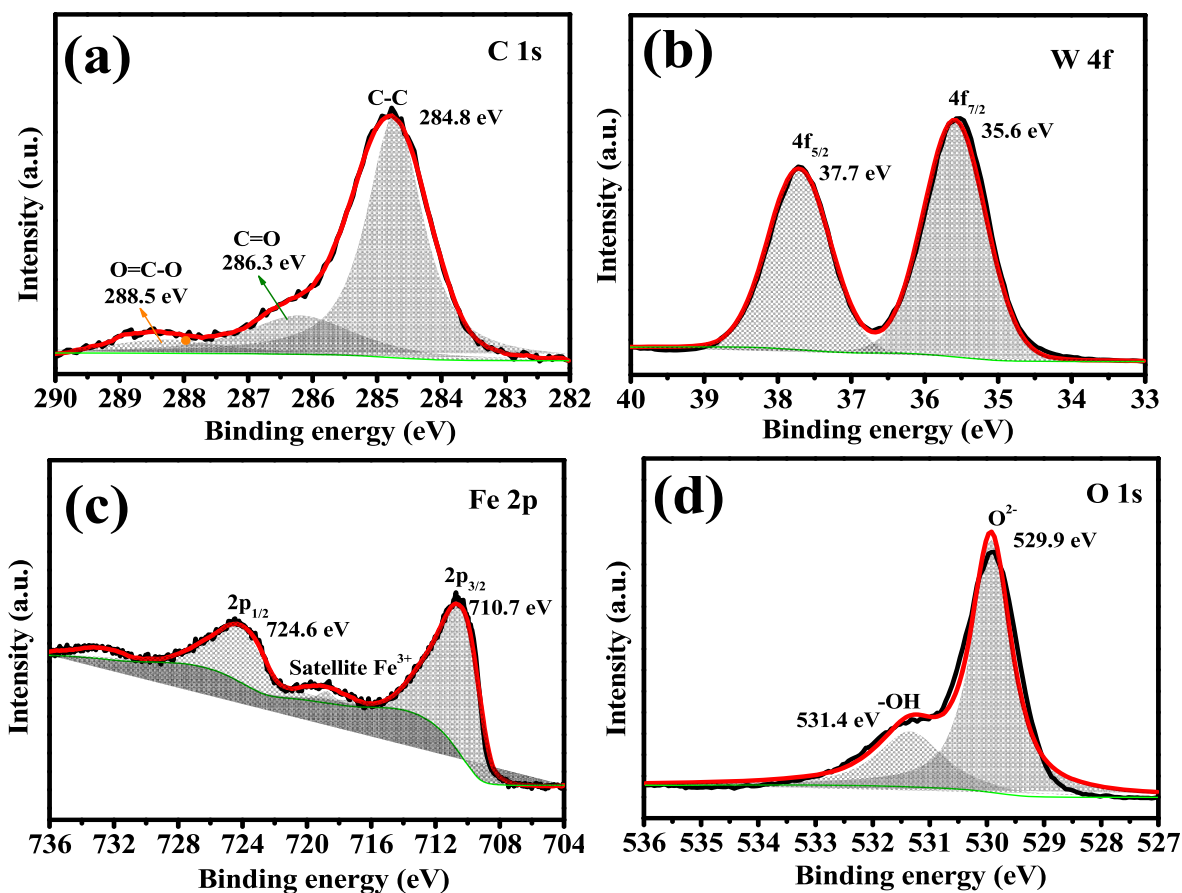 (a)
C 1s
C-C
284.8 eV
C=O
286.3 eV
O=C-O
288.5 eV
Intensity (a.u.)
290 289 288 287 286 285 284 283 282
Binding energy (eV)
(b)
W 4f
4f7/2
35.6 eV
4f5/2
37.7 eV
Intensity (a.u.)
40 39 38 37 36 35 34 33
Binding energy (eV)
(c)
Fe 2p
2p3/2
710.7 eV
2p1/2
724.6 eV
Satellite Fe3+
Intensity (a.u.)
736 732 728 724 720 716 712 708 704
Binding energy (eV)
(d)
O 1s
O2-
529.9 eV
-OH
531.4 eV
Intensity (a.u.)
536 535 534 533 532 531 530 529 528 527
Binding energy (eV)